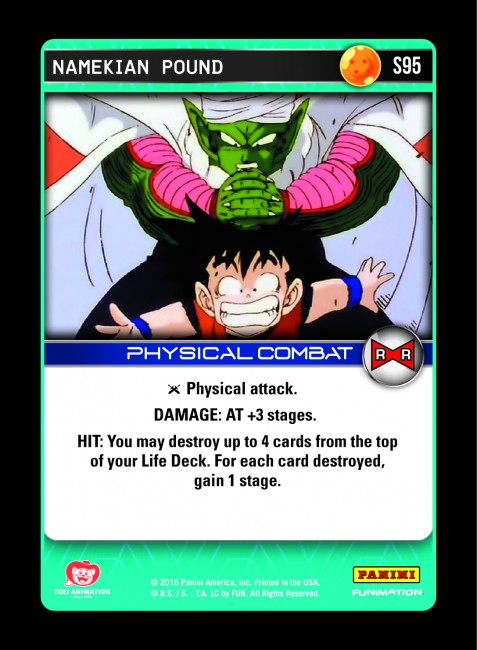 NAMEKIAN POUND
S95
PHYSICAL COMBAT
R R
Physical attack.
DAMAGE: AT +3 stages.
HIT: You may destroy up to 4 cards from the top
of your Life Deck. For each card destroyed,
gain 1 stage.
TOEI ANIMATION
© 2015 Panini America, Inc. Printed in the USA.
© B.S. / S. , T.A. LC by FUN. All Rights Reserved.
PANINI
FUNIMATION